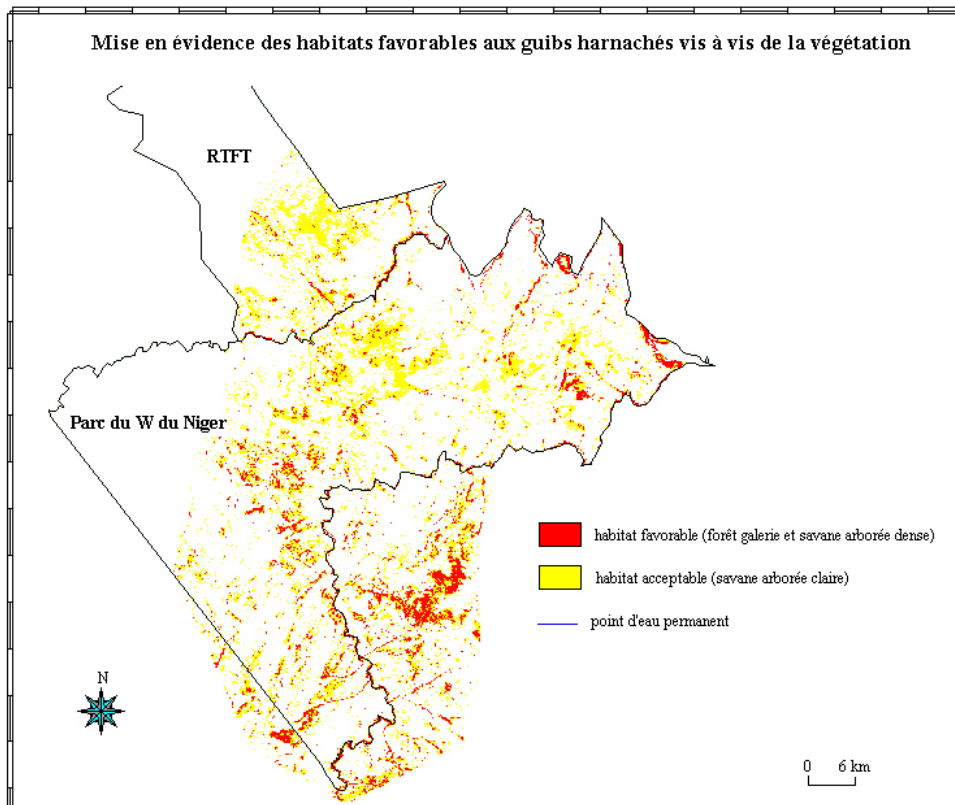 Mise en évidence des habitats favorables aux guibs harnachés vis à vis de la végétation
RTFT
Parc du W du Niger
habitat favorable (forêt galerie et savane arborée dense)
habitat acceptable (savane arborée claire)
point d'eau permanent
N
0 6 km